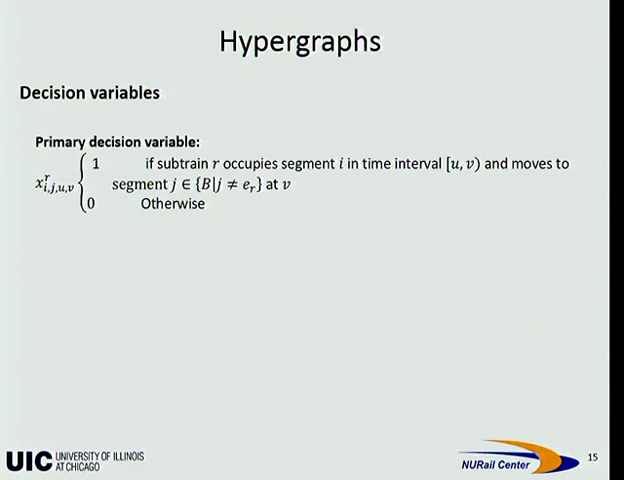 Hypergraphs
Decision variables
Primary decision variable:
1 if subtrain r occupies segment i in time interval [u, v) and moves to
x^r_{i,j,u,v} { segment j ∈ {B|j ≠ e_r} at v
0 Otherwise
UIC UNIVERSITY OF ILLINOIS
AT CHICAGO
NURail Center
15